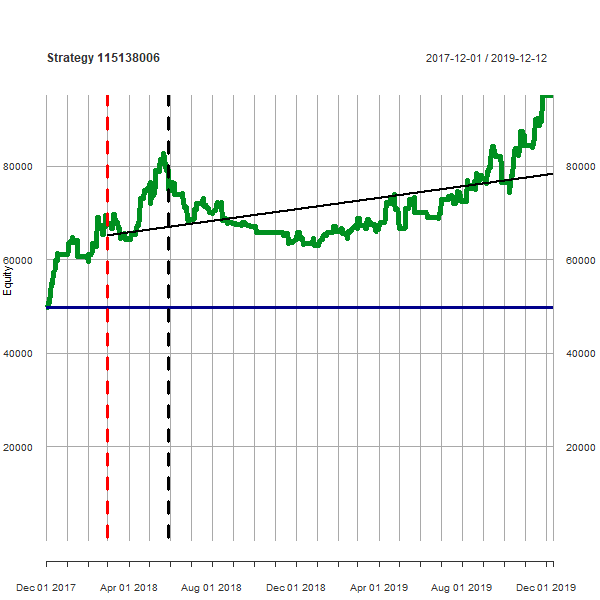 Strategy 115138006
2017-12-01 / 2019-12-12
80000
80000
60000
60000
Equity
40000
40000
20000
20000
Dec 01 2017
Apr 01 2018
Aug 01 2018
Dec 01 2018
Apr 01 2019
Aug 01 2019
Dec 01 2019